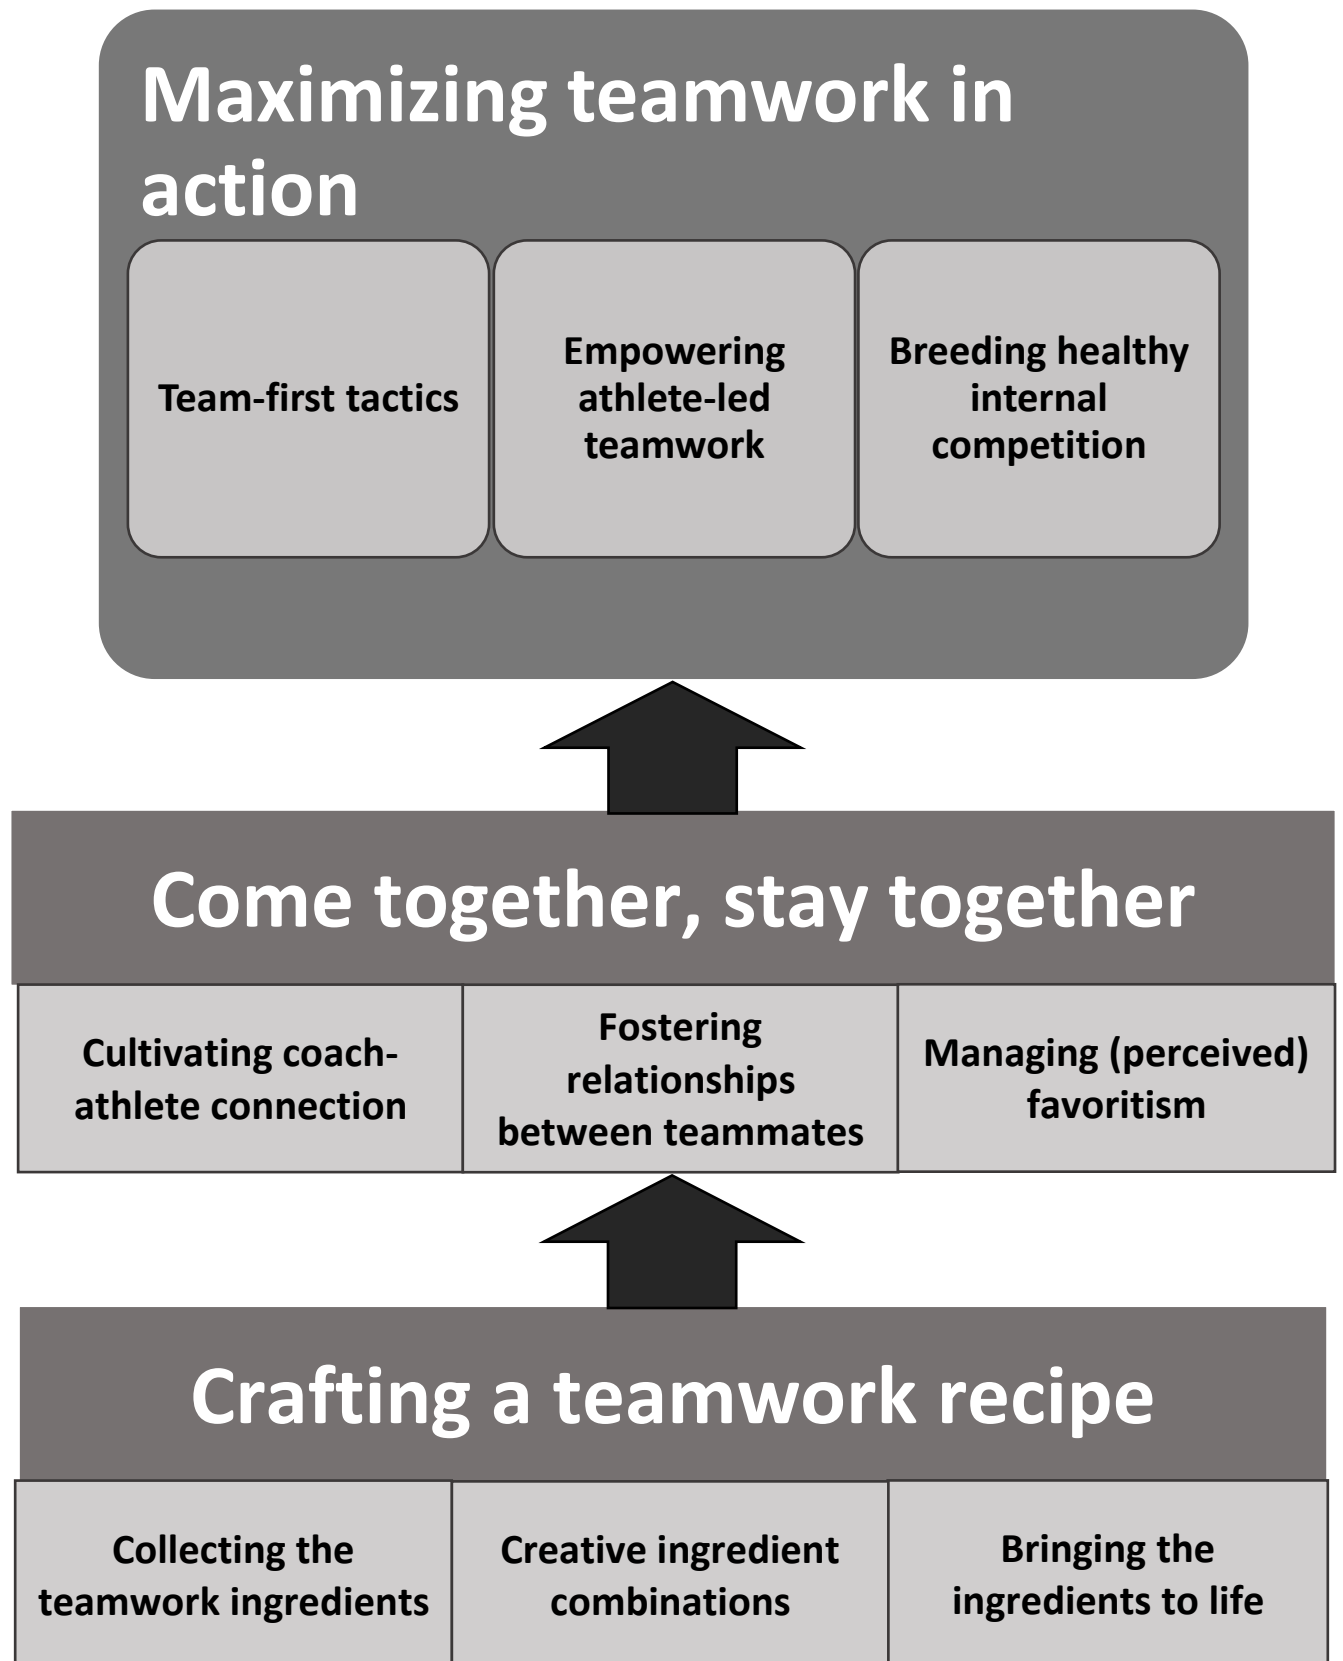 Maximizing teamwork in
action
Team-first tactics
Empowering
athlete-led
teamwork
Breeding healthy
internal
competition
Come together, stay together
Cultivating coach-
athlete connection
Fostering
relationships
between teammates
Managing (perceived)
favoritism
Crafting a teamwork recipe
Collecting the
teamwork ingredients
Creative ingredient
combinations
Bringing the
ingredients to life